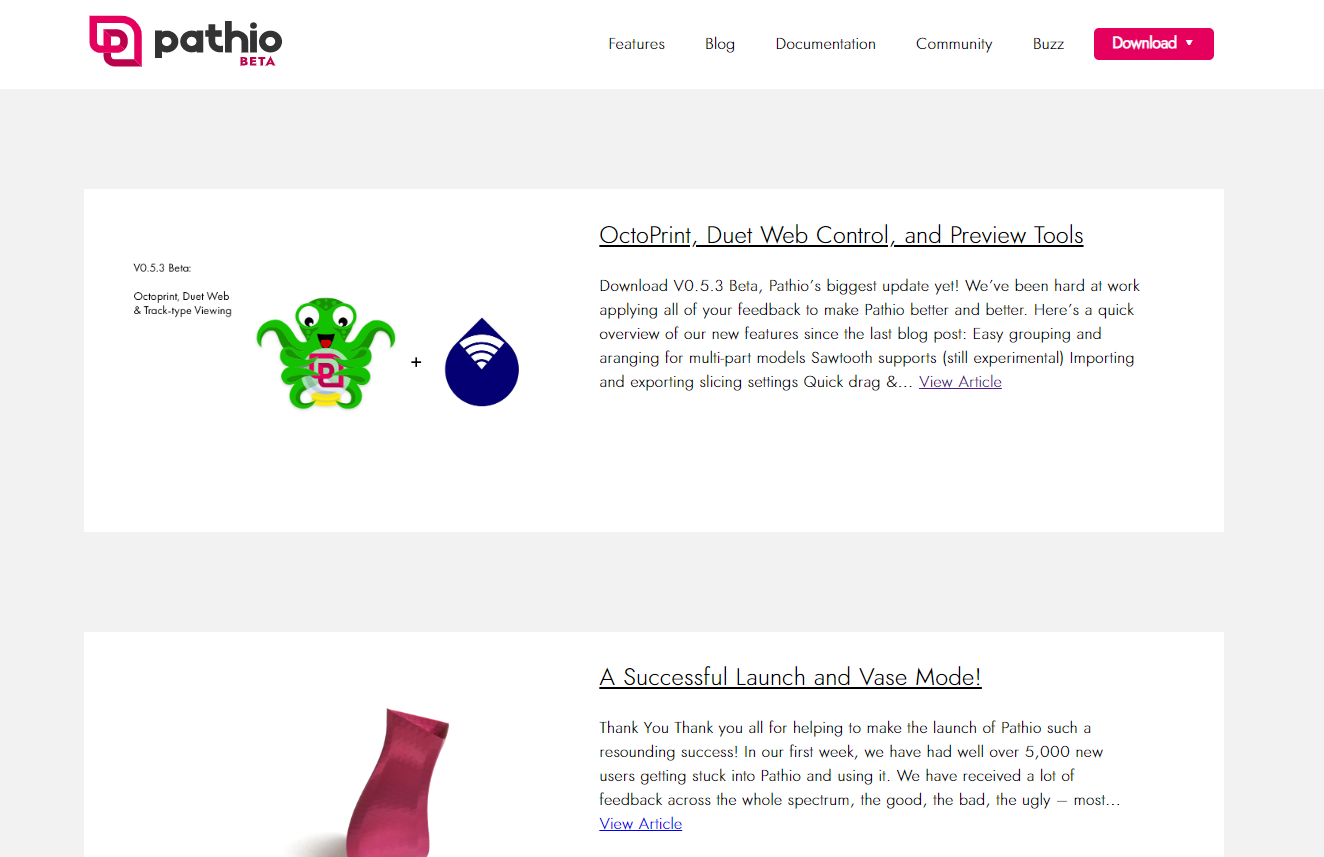 pathio
BETA
Features
Blog
Documentation
Community
Buzz
Download
V0.5.3 Beta:
Octoprint, Duet Web
& Track-type Viewing
+
OctoPrint, Duet Web Control, and Preview Tools
Download V0.5.3 Beta, Pathio’s biggest update yet! We’ve been hard at work
applying all of your feedback to make Pathio better and better. Here’s a quick
overview of our new features since the last blog post: Easy grouping and
aranging for multi-part models Sawtooth supports (still experimental) Importing
and exporting slicing settings Quick drag &... View Article
A Successful Launch and Vase Mode!
Thank You Thank you all for helping to make the launch of Pathio such a
resounding success! In our first week, we have had well over 5,000 new
users getting stuck into Pathio and using it. We have received a lot of
feedback across the whole spectrum, the good, the bad, the ugly – most...
View Article